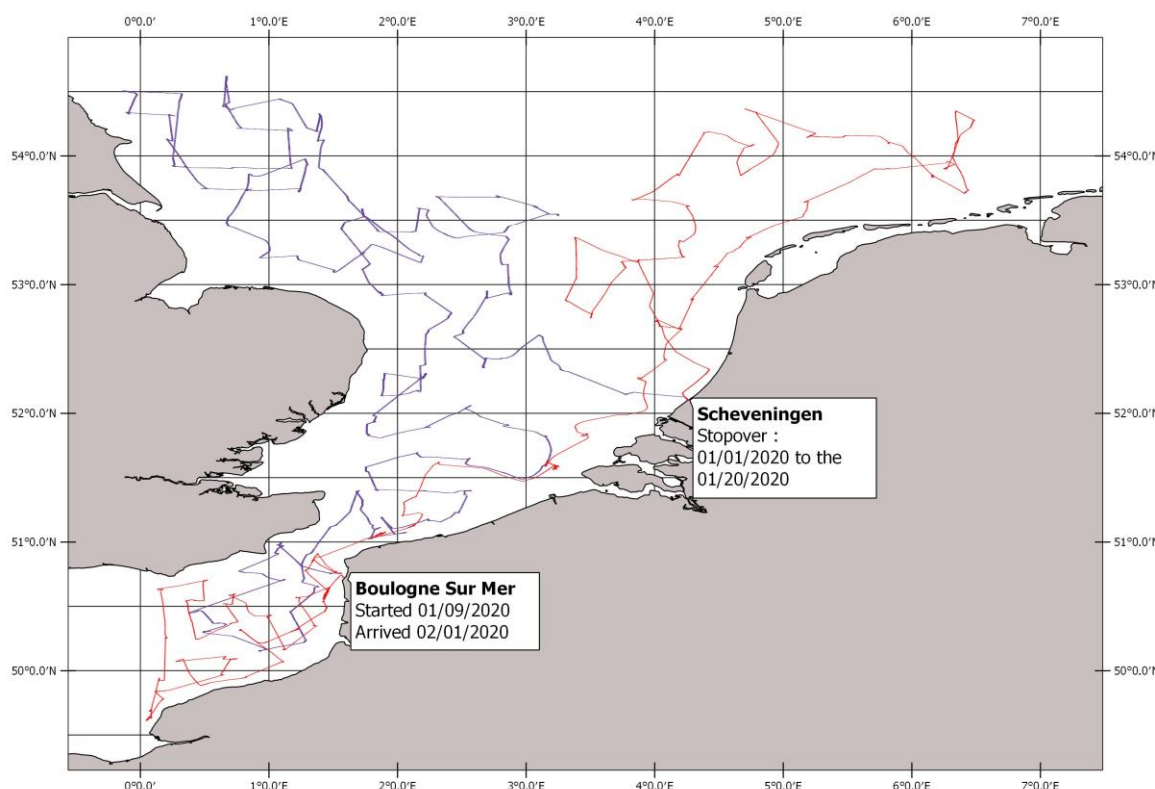 0°0.0' 1°0.0'E 2°0.0'E 3°0.0'E 4°0.0'E 5°0.0'E 6°0.0'E 7°0.0'E
54°0.0'N 54°0.0'N
53°0.0'N 53°0.0'N
52°0.0'N 52°0.0'N
Scheveningen
Stopover :
01/01/2020 to the
01/20/2020
51°0.0'N 51°0.0'N
Boulogne Sur Mer
Started 01/09/2020
Arrived 02/01/2020
50°0.0'N 50°0.0'N
0°0.0' 1°0.0'E 2°0.0'E 3°0.0'E 4°0.0'E 5°0.0'E 6°0.0'E 7°0.0'E